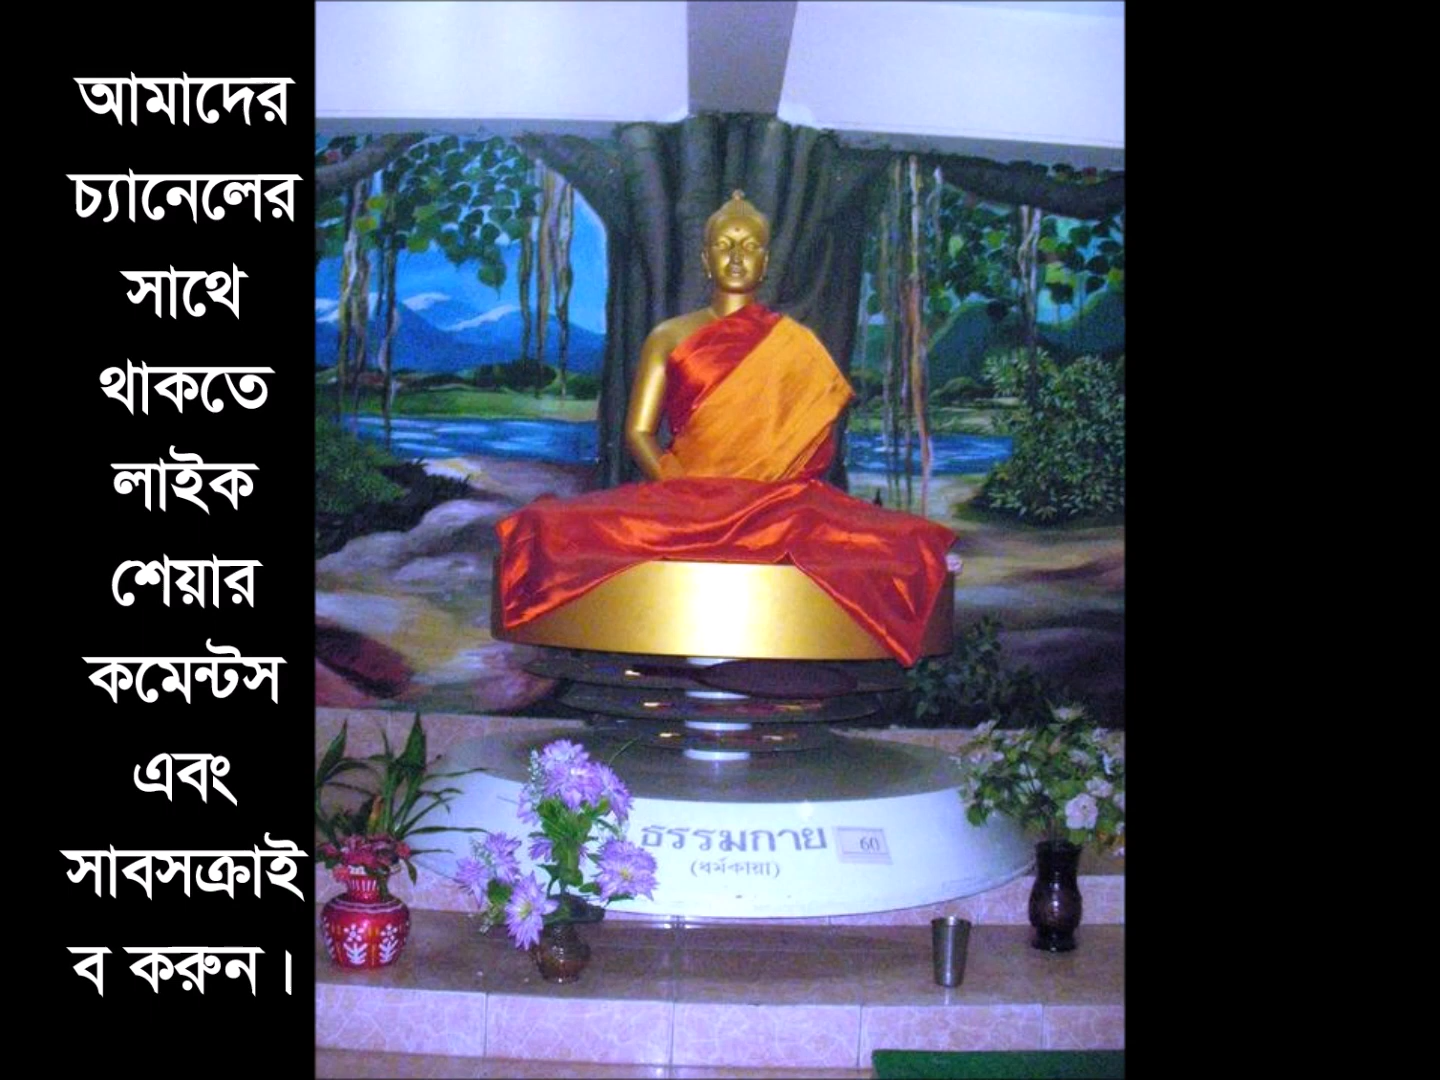 আমাদের
চ্যানেলের
সাথে
থাকতে
লাইক
শেয়ার
কমেন্টস
এবং
সাবসক্রাই
ব করুন।
ธรรมกาย
60
(ধর্মকায়া)